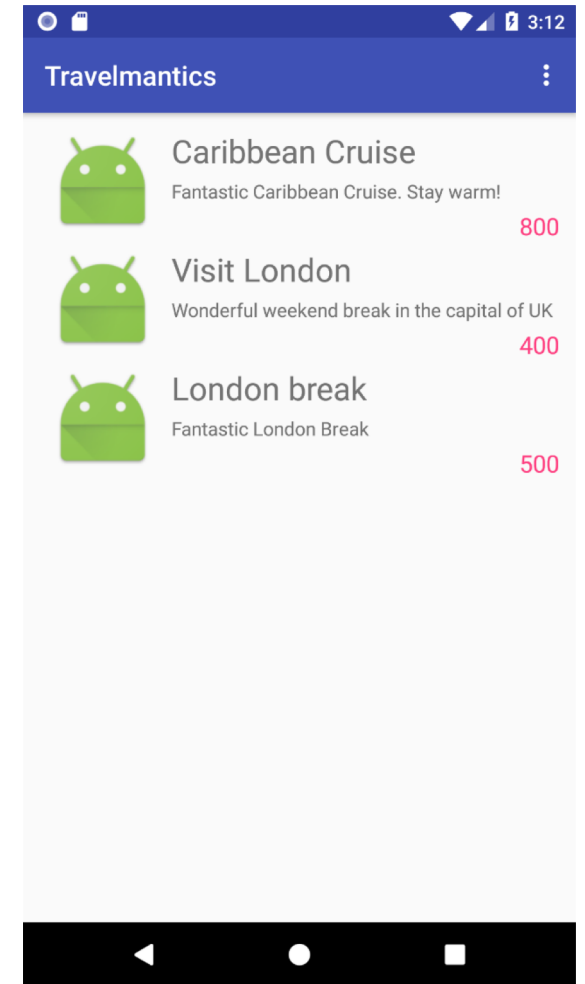 3:12
Travelmantics
Caribbean Cruise
Fantastic Caribbean Cruise. Stay warm!
800
Visit London
Wonderful weekend break in the capital of UK
400
London break
Fantastic London Break
500